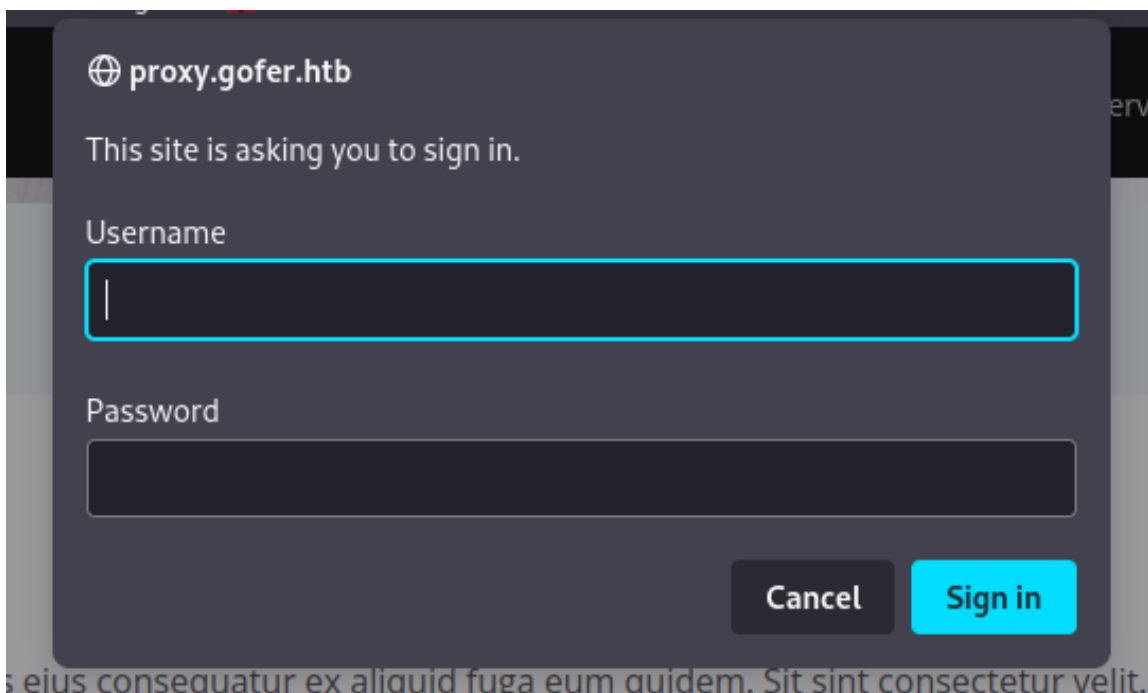 proxy.gofer.htb
erv
This site is asking you to sign in.
Username
Password
Cancel
Sign in
s eius consequatur ex aliquid fuga eum quidem. Sit sint consectetur velit